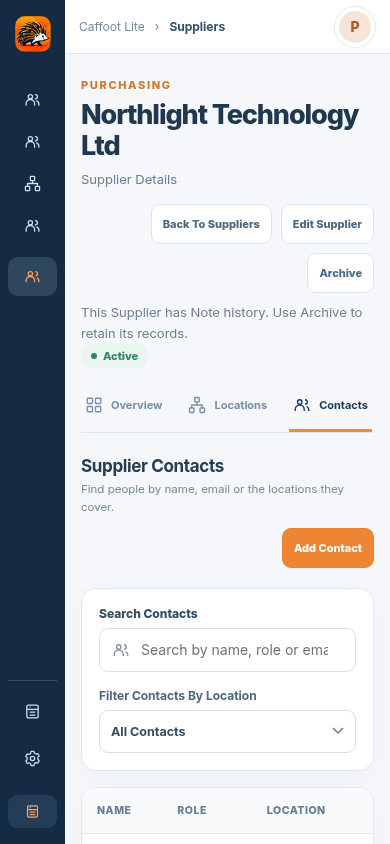 Caffoot Lite › Suppliers
P
PURCHASING
Northlight Technology
Ltd
Supplier Details
Back To Suppliers
Edit Supplier
Archive
This Supplier has Note history. Use Archive to
retain its records.
Active
Overview
Locations
Contacts
Supplier Contacts
Find people by name, email or the locations they
cover.
Add Contact
Search Contacts
Search by name, role or ema
Filter Contacts By Location
All Contacts
NAME ROLE LOCATION